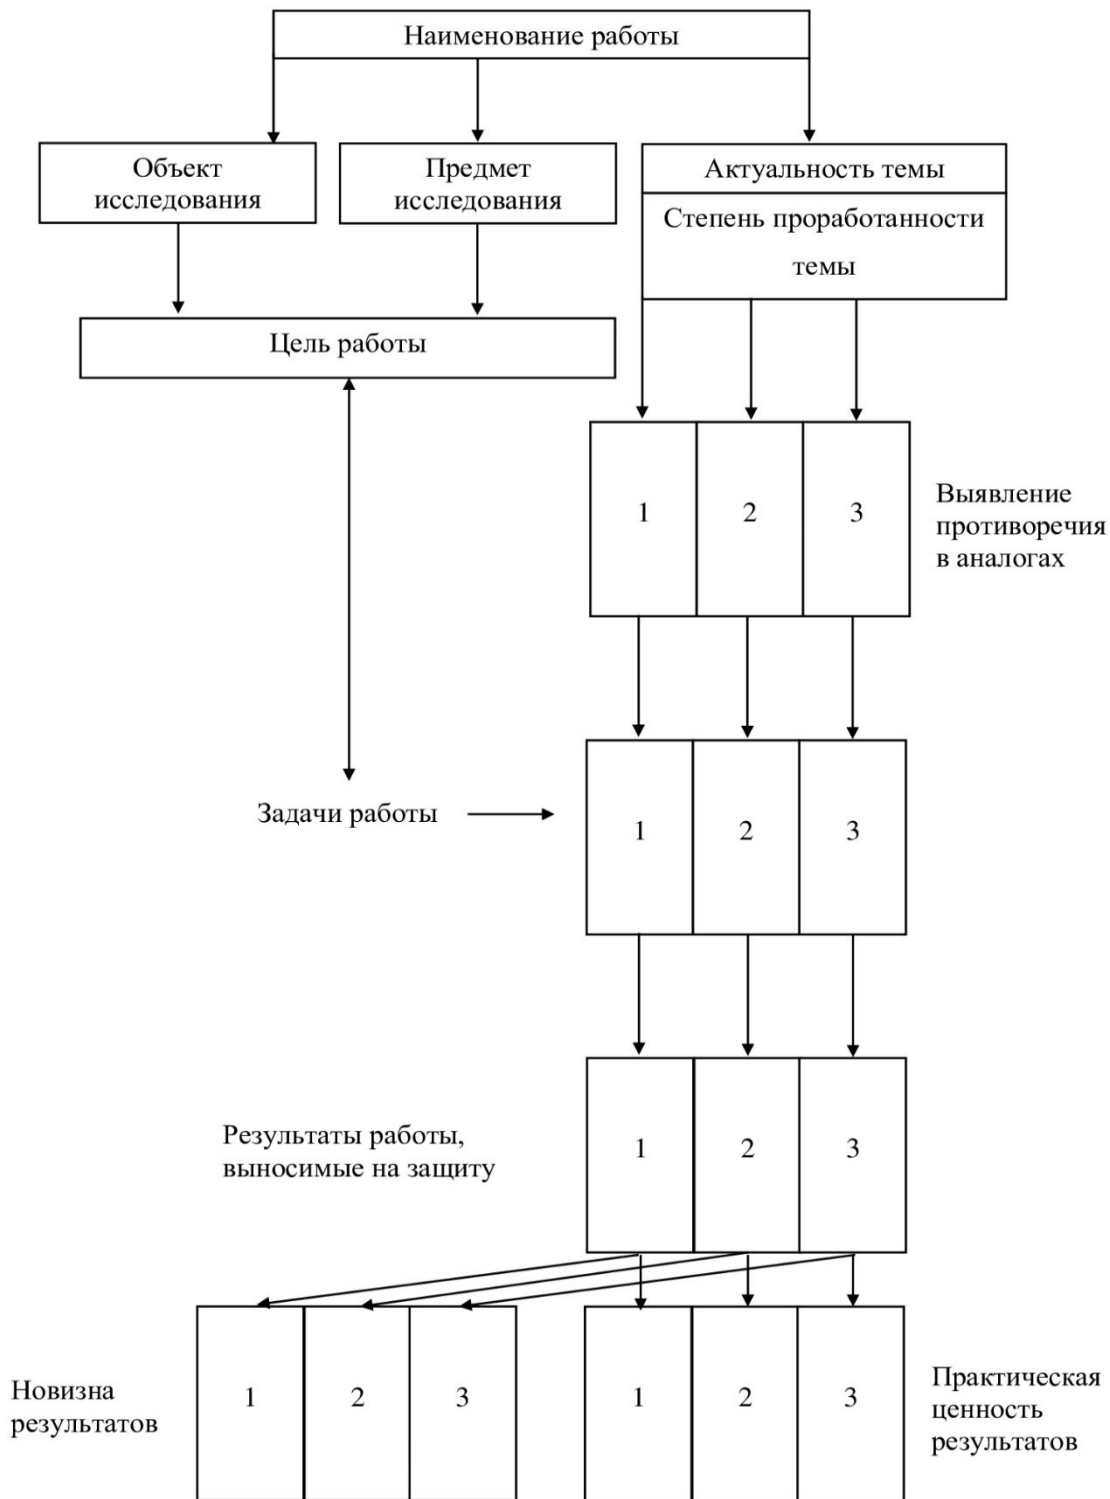 Наименование работы
Объект
исследования
Предмет
исследования
Актуальность темы
Степень проработанности
темы
Цель работы
1 2 3
Выявление
противоречия
в аналогах
Задачи работы
1 2 3
Результаты работы,
выносимые на защиту
1 2 3
Новизна
результатов
1 2 3
1 2 3
Практическая
ценность
результатов